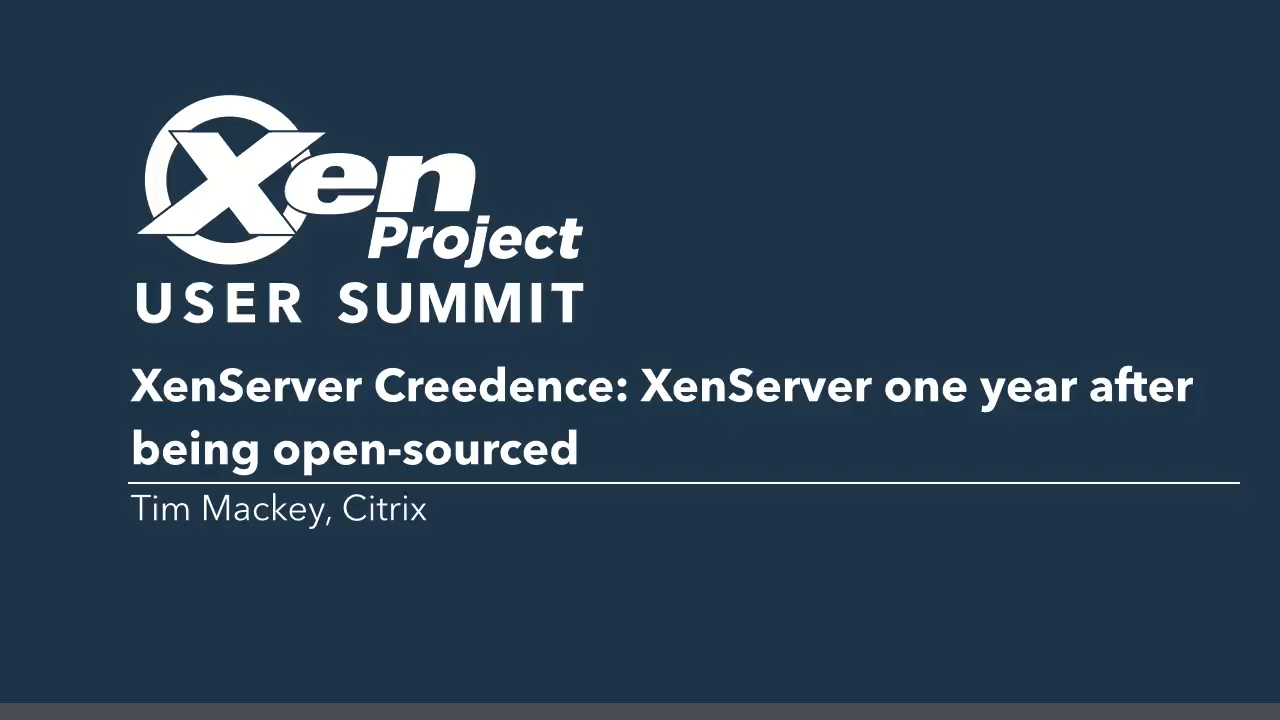 Xen
Project
USER SUMMIT
XenServer Creedence: XenServer one year after
being open-sourced
Tim Mackey, Citrix